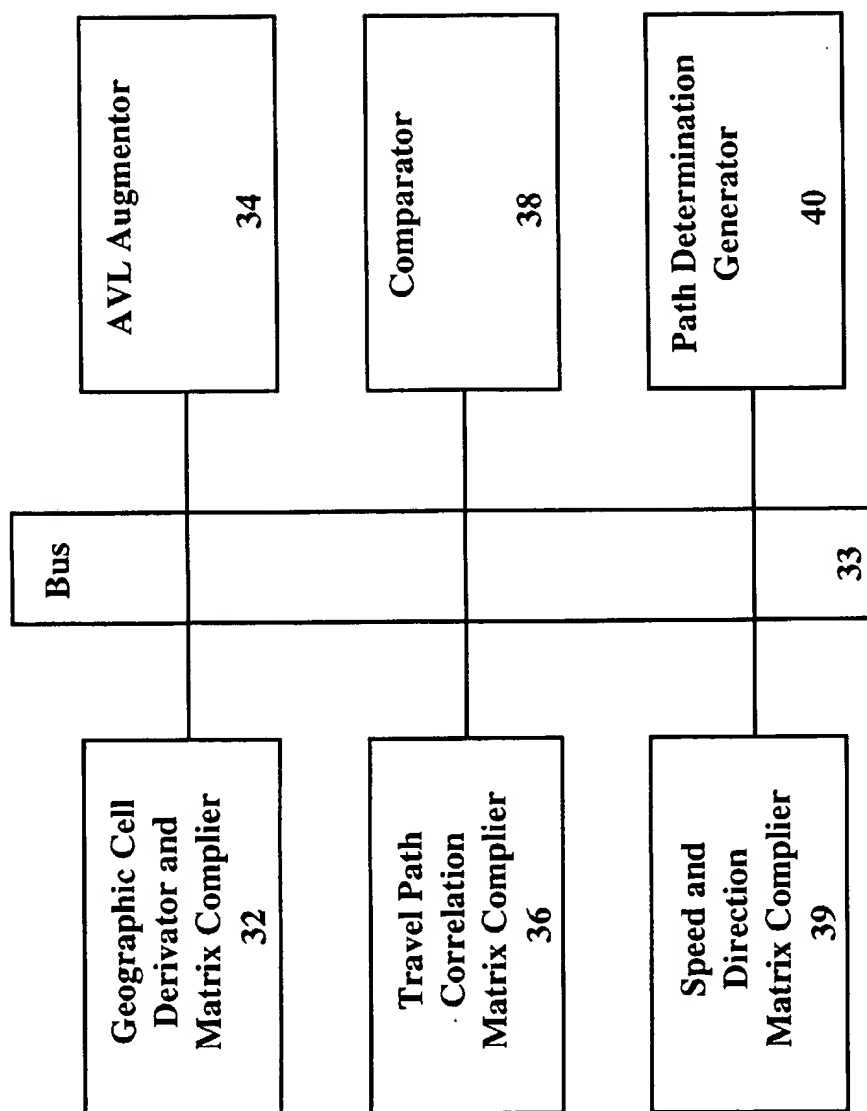 Geographic Cell
Derivator and
Matrix Complier
32
Bus
AVL Augmentor
34
Travel Path
Correlation
Matrix Complier
36
Comparator
38
Speed and
Direction
Matrix Complier
39
33
Path Determination
Generator
40